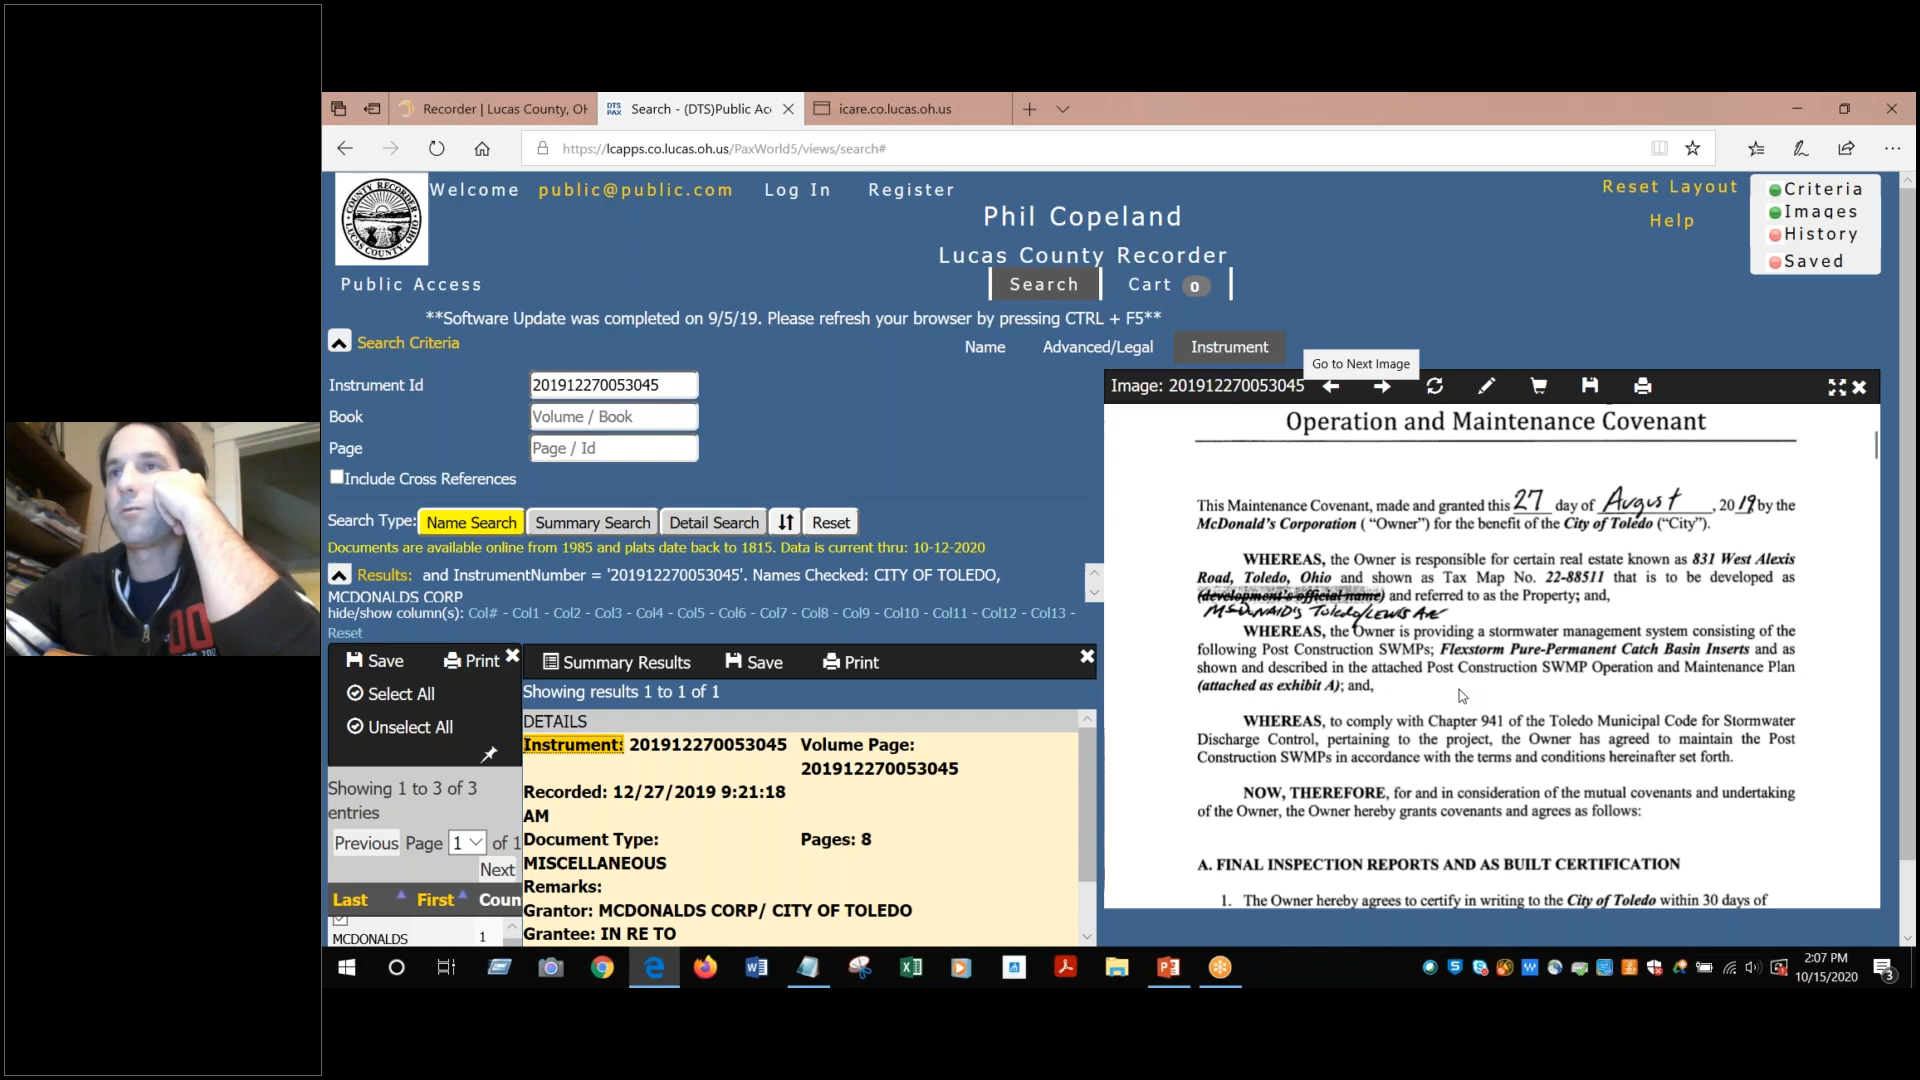 Recorder | Lucas County, OH
DTS PAX
Search - (DTS)Public Ac
icare.co.lucas.oh.us
https://lcapps.co.lucas.oh.us/PaxWorld5/views/search#
COUNTY RECORDER
LUCAS COUNTY, OHIO
Welcome public@public.com Log In Register
Public Access
Phil Copeland
Lucas County Recorder
Search Cart 0
Reset Layout
Help
Criteria
Images
History
Saved
**Software Update was completed on 9/5/19. Please refresh your browser by pressing CTRL + F5**
Search Criteria
Name Advanced/Legal Instrument
Go to Next Image
Instrument Id 201912270053045
Book Volume / Book
Page Page / Id
Include Cross References
Search Type: Name Search Summary Search Detail Search Reset
Documents are available online from 1985 and plats date back to 1815. Data is current thru: 10-12-2020
Results: and InstrumentNumber = '201912270053045'. Names Checked: CITY OF TOLEDO,
MCDONALDS CORP
hide/show column(s): Col# - Col1 - Col2 - Col3 - Col4 - Col5 - Col6 - Col7 - Col8 - Col9 - Col10 - Col11 - Col12 - Col13 -
Reset
Save Print
Select All
Unselect All
Showing 1 to 3 of 3
entries
Previous Page 1 of 1
Next
Last First Coun
MCDONALDS 1
Summary Results Save Print
Showing results 1 to 1 of 1
DETAILS
Instrument: 201912270053045 Volume Page:
201912270053045
Recorded: 12/27/2019 9:21:18
AM
Document Type: Pages: 8
MISCELLANEOUS
Remarks:
Grantor: MCDONALDS CORP/ CITY OF TOLEDO
Grantee: IN RE TO
Image: 201912270053045
Operation and Maintenance Covenant
This Maintenance Covenant, made and granted this 27 day of August, 2019 by the
McDonald's Corporation ( "Owner") for the benefit of the City of Toledo ("City").
WHEREAS, the Owner is responsible for certain real estate known as 831 West Alexis
Road, Toledo, Ohio and shown as Tax Map No. 22-88511 that is to be developed as
(development's official name) and referred to as the Property; and,
McDonald's Toledo/Lewis Ave
WHEREAS, the Owner is providing a stormwater management system consisting of the
following Post Construction SWMPs; Flexstorm Pure-Permanent Catch Basin Inserts and as
shown and described in the attached Post Construction SWMP Operation and Maintenance Plan
(attached as exhibit A); and,
WHEREAS, to comply with Chapter 941 of the Toledo Municipal Code for Stormwater
Discharge Control, pertaining to the project, the Owner has agreed to maintain the Post
Construction SWMPs in accordance with the terms and conditions hereinafter set forth.
NOW, THEREFORE, for and in consideration of the mutual covenants and undertaking
of the Owner, the Owner hereby grants covenants and agrees as follows:
A. FINAL INSPECTION REPORTS AND AS BUILT CERTIFICATION
1. The Owner hereby agrees to certify in writing to the City of Toledo within 30 days of
2:07 PM
10/15/2020
3